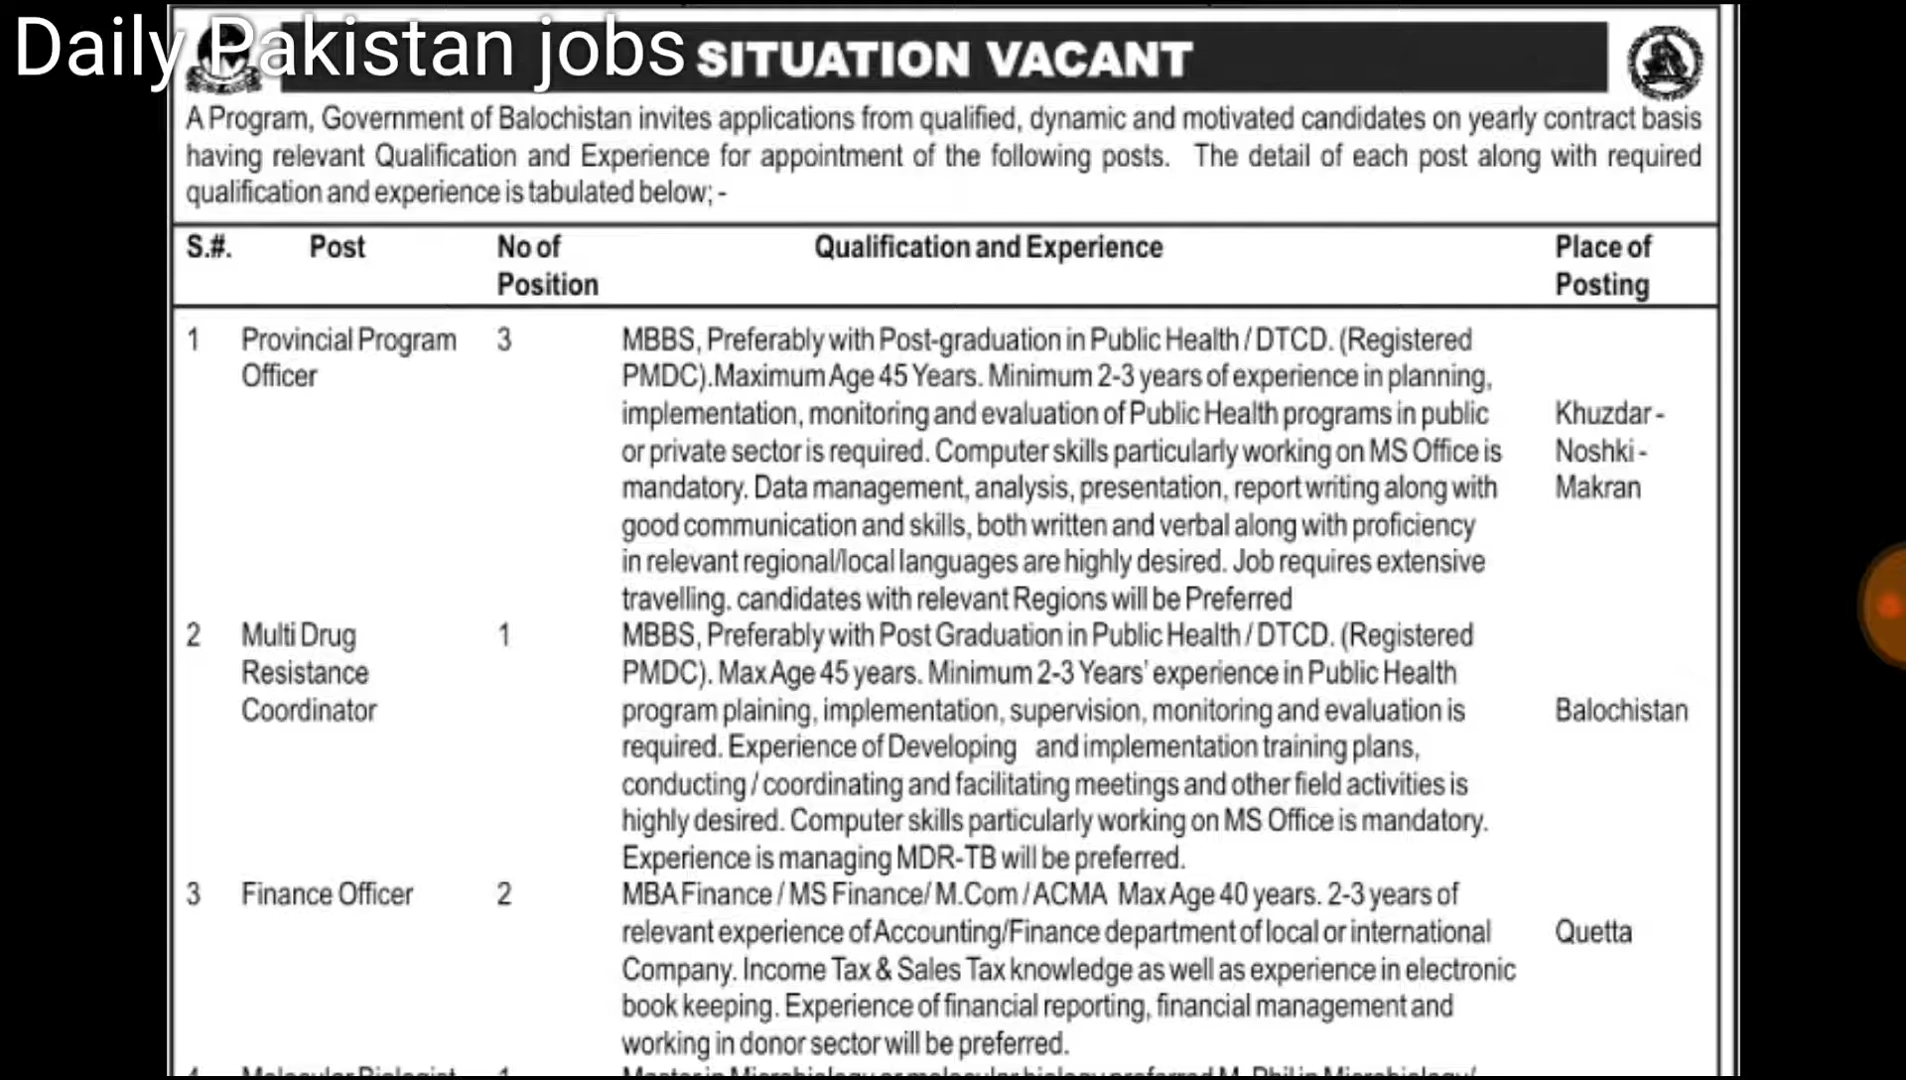 Daily Pakistan jobs
SITUATION VACANT
A Program, Government of Balochistan invites applications from qualified, dynamic and motivated candidates on yearly contract basis
having relevant Qualification and Experience for appointment of the following posts. The detail of each post along with required
qualification and experience is tabulated below; -
S.#. Post No of Position Qualification and Experience Place of Posting
1 Provincial Program Officer 3
MBBS, Preferably with Post-graduation in Public Health / DTCD. (Registered
PMDC).Maximum Age 45 Years. Minimum 2-3 years of experience in planning,
implementation, monitoring and evaluation of Public Health programs in public
or private sector is required. Computer skills particularly working on MS Office is
mandatory. Data management, analysis, presentation, report writing along with
good communication and skills, both written and verbal along with proficiency
in relevant regional/local languages are highly desired. Job requires extensive
travelling. candidates with relevant Regions will be Preferred
Khuzdar -
Noshki -
Makran
2 Multi Drug Resistance Coordinator 1
MBBS, Preferably with Post Graduation in Public Health / DTCD. (Registered
PMDC). Max Age 45 years. Minimum 2-3 Years' experience in Public Health
program plaining, implementation, supervision, monitoring and evaluation is
required. Experience of Developing and implementation training plans,
conducting / coordinating and facilitating meetings and other field activities is
highly desired. Computer skills particularly working on MS Office is mandatory.
Experience is managing MDR-TB will be preferred.
Balochistan
3 Finance Officer 2
MBA Finance / MS Finance/ M.Com / ACMA Max Age 40 years. 2-3 years of
relevant experience of Accounting/Finance department of local or international
Company. Income Tax & Sales Tax knowledge as well as experience in electronic
book keeping. Experience of financial reporting, financial management and
working in donor sector will be preferred.
Quetta
4 Molecular Biologist 1
Master in Microbiology or molecular biology preferred M. Phil in Microbiology/